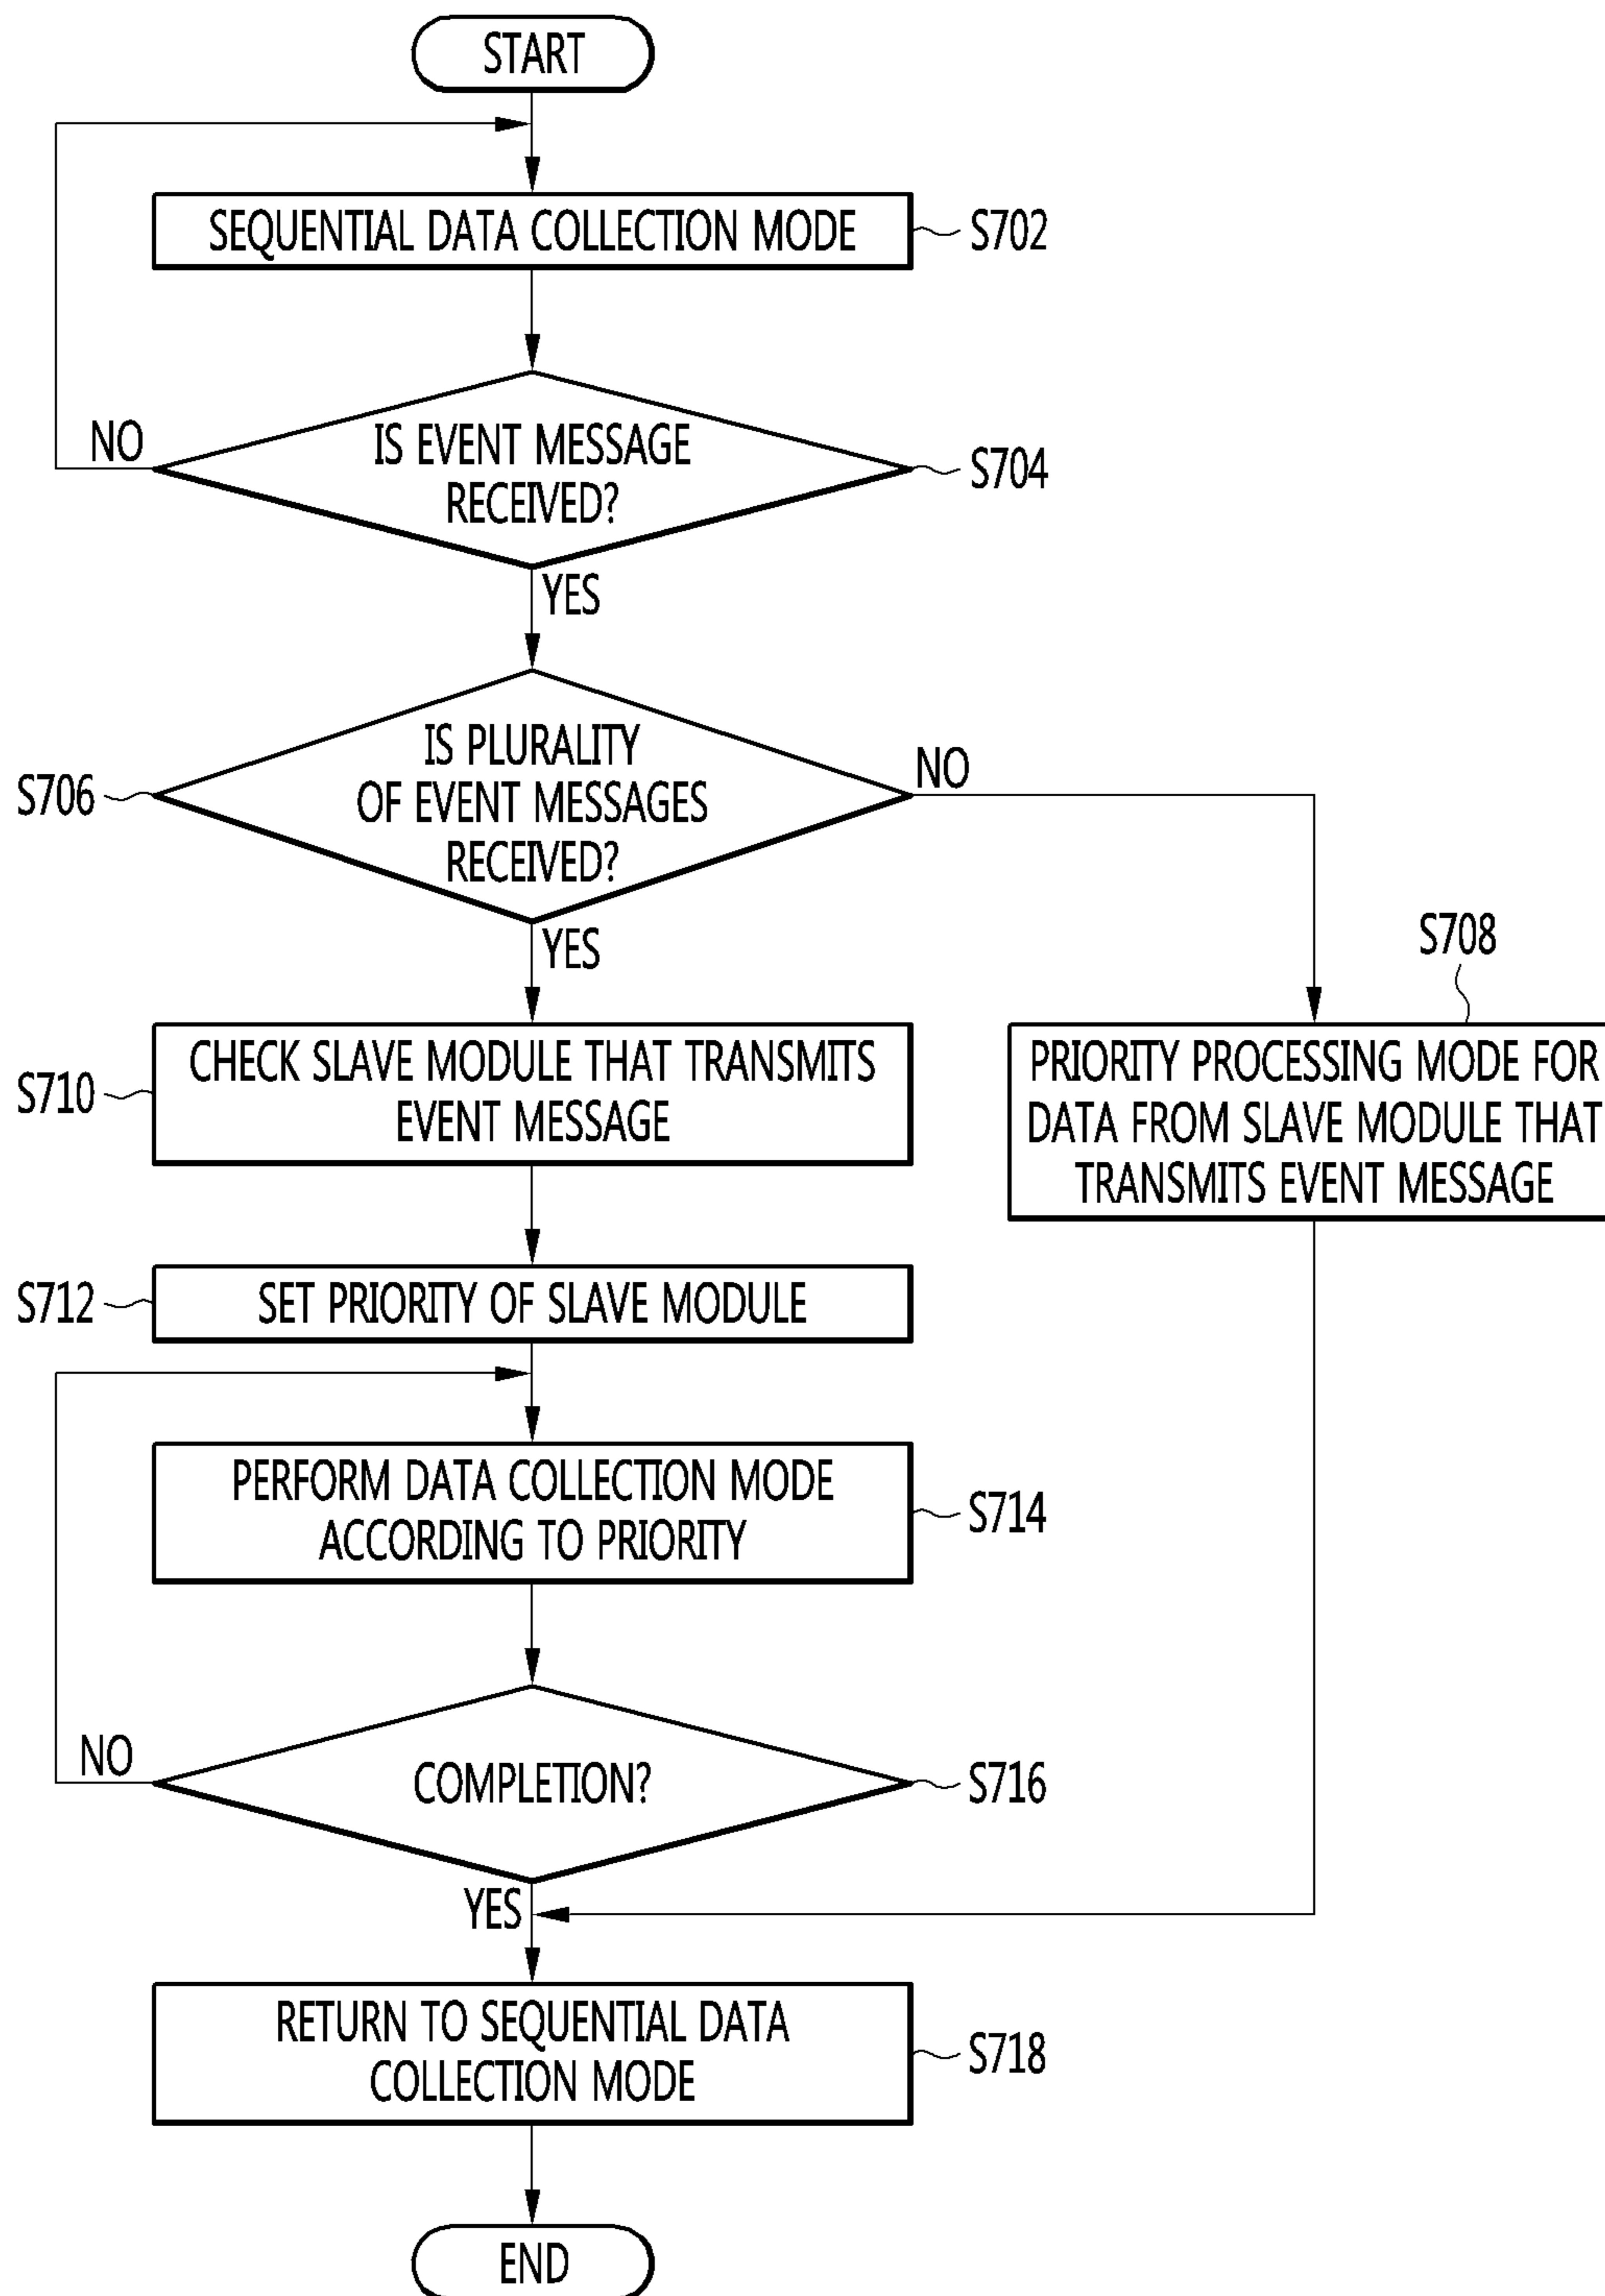 START
SEQUENTIAL DATA COLLECTION MODE
S702
NO
IS EVENT MESSAGE
RECEIVED?
S704
YES
S706
IS PLURALITY
OF EVENT MESSAGES
RECEIVED?
NO
YES
S708
S710
CHECK SLAVE MODULE THAT TRANSMITS
EVENT MESSAGE
PRIORITY PROCESSING MODE FOR
DATA FROM SLAVE MODULE THAT
TRANSMITS EVENT MESSAGE
S712
SET PRIORITY OF SLAVE MODULE
PERFORM DATA COLLECTION MODE
ACCORDING TO PRIORITY
S714
NO
COMPLETION?
S716
YES
RETURN TO SEQUENTIAL DATA
COLLECTION MODE
S718
END